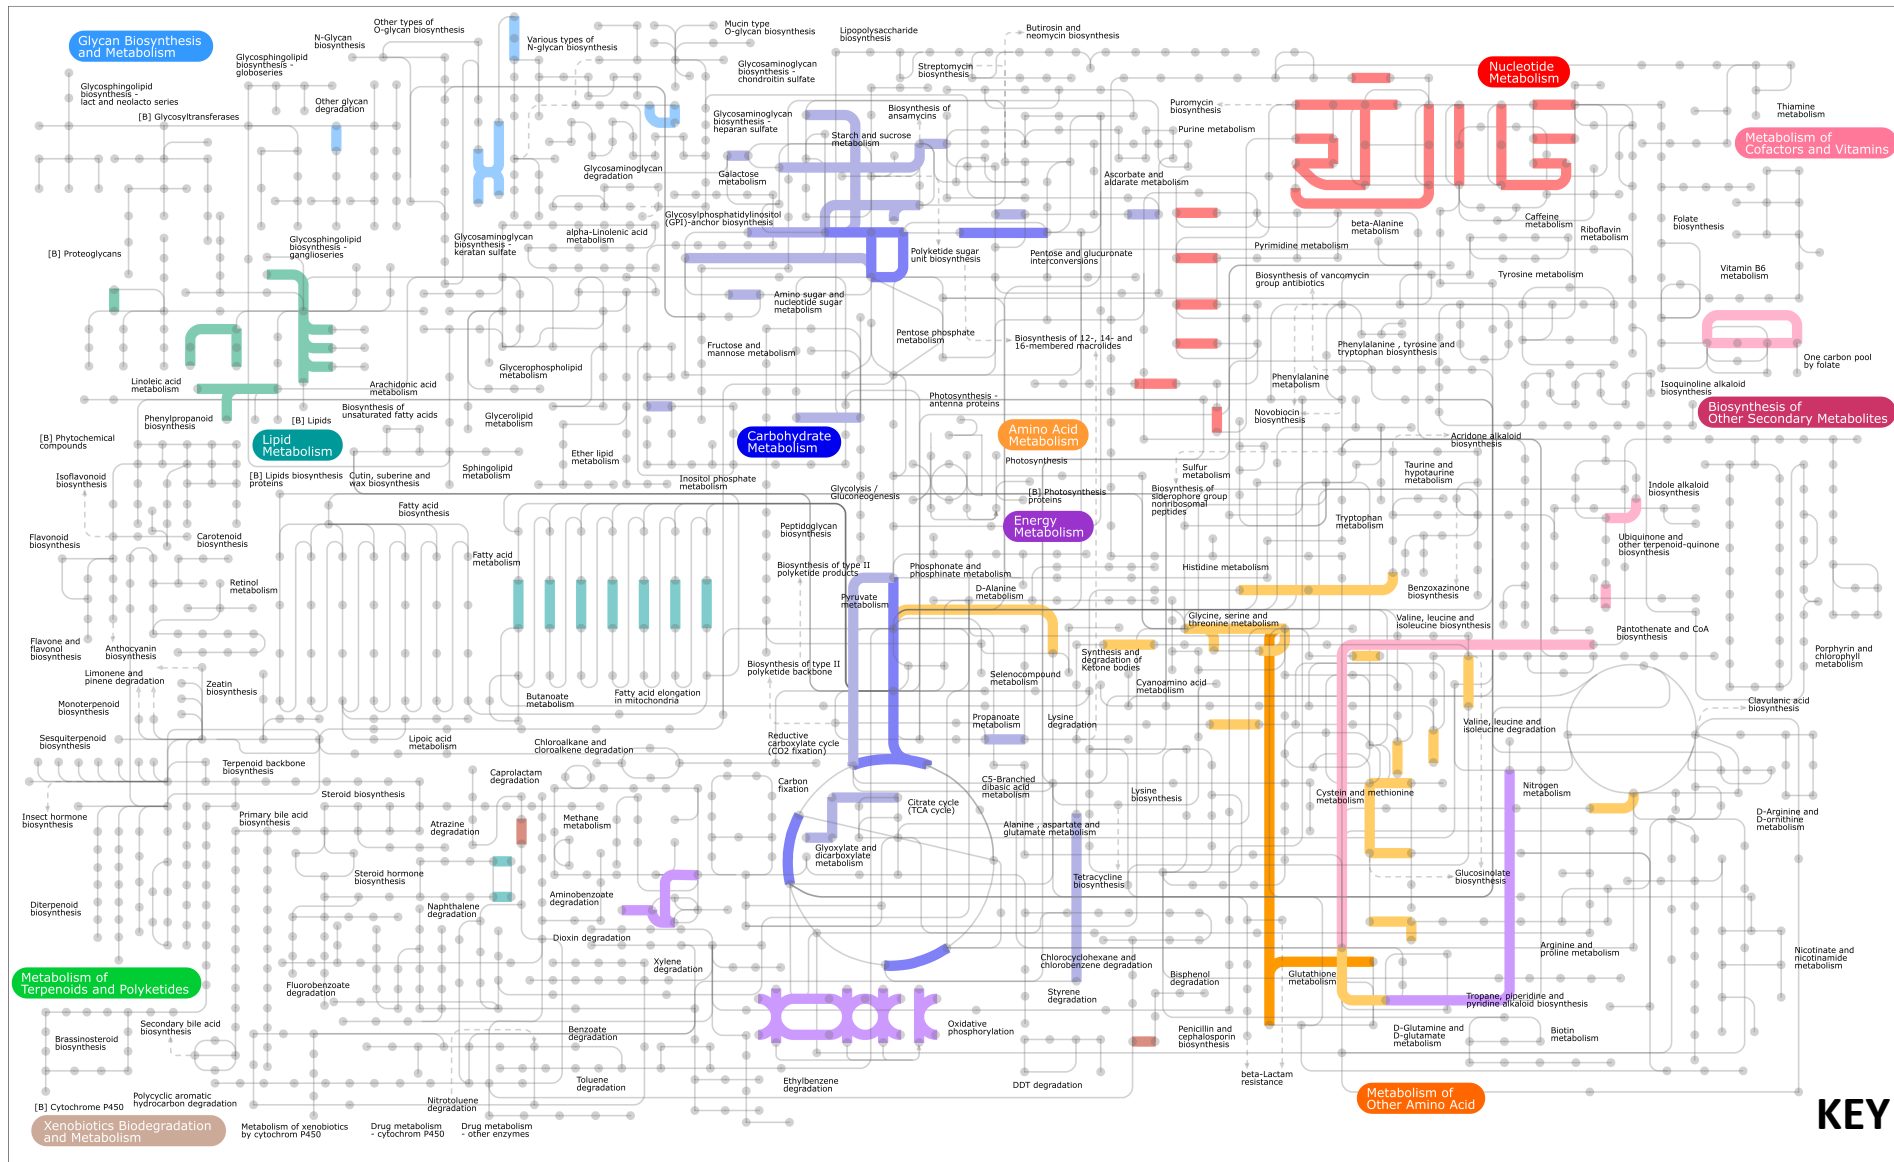 Glycan Biosynthesis
and Metabolism
Other types of
O-glycan biosynthesis
N-Glycan
biosynthesis
Various types of
N-glycan biosynthesis
Mucin type
O-glycan biosynthesis
Lipopolysaccharide
biosynthesis
Butirosin and
neomycin biosynthesis
Nucleotide
Metabolism
Glycosphingolipid
biosynthesis -
globoseries
Glycosaminoglycan
biosynthesis -
chondroitin sulfate
Streptomycin
biosynthesis
Glycosphingolipid
biosynthesis -
lact and neolacto series
Other glycan
degradation
[B] Glycosyltransferases
Glycosaminoglycan
biosynthesis -
heparan sulfate
Biosynthesis of
ansamycins
Puromycin
biosynthesis
Thiamine
metabolism
Starch and sucrose
metabolism
Purine metabolism
Metabolism of
Cofactors and Vitamins
Glycosaminoglycan
degradation
Galactose
metabolism
Ascorbate and
aldarate metabolism
Glycosylphosphatidylinositol
(GPI)-anchor biosynthesis
beta-Alanine
metabolism
Caffeine
metabolism
Riboflavin
metabolism
Folate
biosynthesis
[B] Proteoglycans
Glycosphingolipid
biosynthesis -
ganglioseries
Glycosaminoglycan
biosynthesis -
keratan sulfate
alpha-Linolenic acid
metabolism
Polyketide sugar
unit biosynthesis
Pentose and glucuronate
interconversions
Pyrimidine metabolism
Biosynthesis of vancomycin
group antibiotics
Tyrosine metabolism
Vitamin B6
metabolism
Amino sugar and
nucleotide sugar
metabolism
Pentose phosphate
metabolism
Biosynthesis of 12-, 14- and
16-membered macrolides
Phenylalanine , tyrosine and
tryptophan biosynthesis
One carbon pool
by folate
Fructose and
mannose metabolism
Glycerophospholipid
metabolism
Linoleic acid
metabolism
Arachidonic acid
metabolism
Phenylalanine
metabolism
Isoquinoline alkaloid
biosynthesis
Biosynthesis of
unsaturated fatty acids
Photosynthesis -
antenna proteins
Phenylpropanoid
biosynthesis
[B] Lipids
Glycerolipid
metabolism
Novobiocin
biosynthesis
Biosynthesis of
Other Secondary Metabolites
[B] Phytochemical
compounds
Lipid
Metabolism
Carbohydrate
Metabolism
Amino Acid
Metabolism
Acridone alkaloid
biosynthesis
Isoflavonoid
biosynthesis
[B] Lipids biosynthesis
proteins
Cutin, suberine and
wax biosynthesis
Sphingolipid
metabolism
Ether lipid
metabolism
Inositol phosphate
metabolism
Glycolysis /
Gluconeogenesis
Photosynthesis
[B] Photosynthesis
proteins
Sulfur
metabolism
Biosynthesis of
siderophore group
nonribosomal
peptides
Taurine and
hypotaurine
metabolism
Indole alkaloid
biosynthesis
Fatty acid
biosynthesis
Energy
Metabolism
Tryptophan
metabolism
Flavonoid
biosynthesis
Carotenoid
biosynthesis
Peptidoglycan
biosynthesis
Ubiquinone and
other terpenoid-quinone
biosynthesis
Fatty acid
metabolism
Biosynthesis of type II
polyketide products
Phosphonate and
phosphinate metabolism
Histidine metabolism
Retinol
metabolism
Pyruvate
metabolism
D-Alanine
metabolism
Benzoxazinone
biosynthesis
Glycine, serine and
threonine metabolism
Valine, leucine and
isoleucine biosynthesis
Pantothenate and CoA
biosynthesis
Flavone and
flavonol
biosynthesis
Anthocyanin
biosynthesis
Limonene and
pinene degradation
Biosynthesis of type II
polyketide backbone
Selenocompound
metabolism
Synthesis and
degradation of
Ketone bodies
Cyanoamino acid
metabolism
Porphyrin and
chlorophyll
metabolism
Zeatin
biosynthesis
Monoterpenoid
biosynthesis
Butanoate
metabolism
Fatty acid elongation
in mitochondria
Propanoate
metabolism
Lysine
degradation
Valine, leucine and
isoleucine degradation
Clavulanic acid
biosynthesis
Sesquiterpenoid
biosynthesis
Lipoic acid
metabolism
Chloroalkane and
cloroalkene degradation
Reductive
carboxylate cycle
(CO2 fixation)
Terpenoid backbone
biosynthesis
Caprolactam
degradation
Carbon
fixation
C5-Branched
dibasic acid
metabolism
Lysine
biosynthesis
Cystein and methionine
metabolism
Nitrogen
metabolism
Steroid biosynthesis
Citrate cycle
(TCA cycle)
Insect hormone
biosynthesis
Primary bile acid
biosynthesis
Atrazine
degradation
Methane
metabolism
Alanine , aspartate and
glutamate metabolism
D-Arginine and
D-ornithine
metabolism
Glyoxylate and
dicarboxylate
metabolism
Steroid hormone
biosynthesis
Tetracycline
biosynthesis
Glucosinolate
biosynthesis
Diterpenoid
biosynthesis
Naphthalene
degradation
Aminobenzoate
degradation
Dioxin degradation
Xylene
degradation
Chlorocyclohexane and
chlorobenzene degradation
Arginine and
proline metabolism
Nicotinate and
nicotinamide
metabolism
Metabolism of
Terpenoids and Polyketides
Fluorobenzoate
degradation
Styrene
degradation
Bisphenol
degradation
Glutathione
metabolism
Tropane, piperidine and
pyridine alkaloid biosynthesis
Brassinosteroid
biosynthesis
Secondary bile acid
biosynthesis
Benzoate
degradation
Oxidative
phosphorylation
Penicillin and
cephalosporin
biosynthesis
D-Glutamine and
D-glutamate
metabolism
Biotin
metabolism
Toluene
degradation
Ethylbenzene
degradation
DDT degradation
beta-Lactam
resistance
[B] Cytochrome P450
Polycyclic aromatic
hydrocarbon degradation
Nitrotoluene
degradation
Metabolism of
Other Amino Acid
KEY
Xenobiotics Biodegradation
and Metabolism
Metabolism of xenobiotics
by cytochrom P450
Drug metabolism
- cytochrom P450
Drug metabolism
- other enzymes